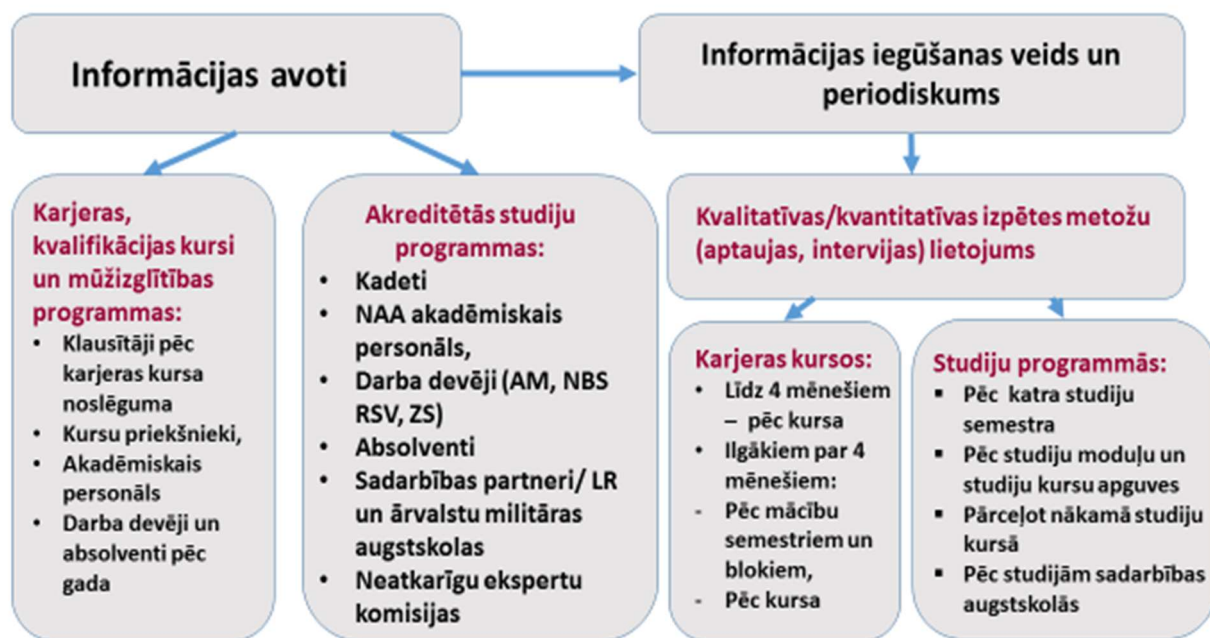 Informācijas avoti
Informācijas iegūšanas veids un
periodiskums
Karjeras,
kvalifikācijas kursi
un mūžizglītības
programmas:
• Klausītāji pēc
karjeras kursa
noslēguma
• Kursu priekšnieki,
• Akadēmiskais
personāls
• Darba devēji un
absolventi pēc
gada
Akreditētās studiju
programmas:
• Kadeti
• NAA akadēmiskais
personāls,
• Darba devēji (AM, NBS
RSV, ZS)
• Absolventi
• Sadarbības partneri/ LR
un ārvalstu militāras
augstskolas
• Neatkarīgu ekspertu
komisijas
Kvalitatīvas/kvantitatīvas izpētes metožu
(aptaujas, intervijas) lietojums
Karjeras kursos:
• Līdz 4 mēnešiem
– pēc kursa
• Ilgākiem par 4
mēnešiem:
- Pēc mācību
semestriem un
blokiem,
- Pēc kursa
Studiju programmās:
▪ Pēc katra studiju
semestra
▪ Pēc studiju moduļu un
studiju kursu apguves
▪ Pārceļot nākamā studiju
kursā
▪ Pēc studijām sadarbības
augstskolās